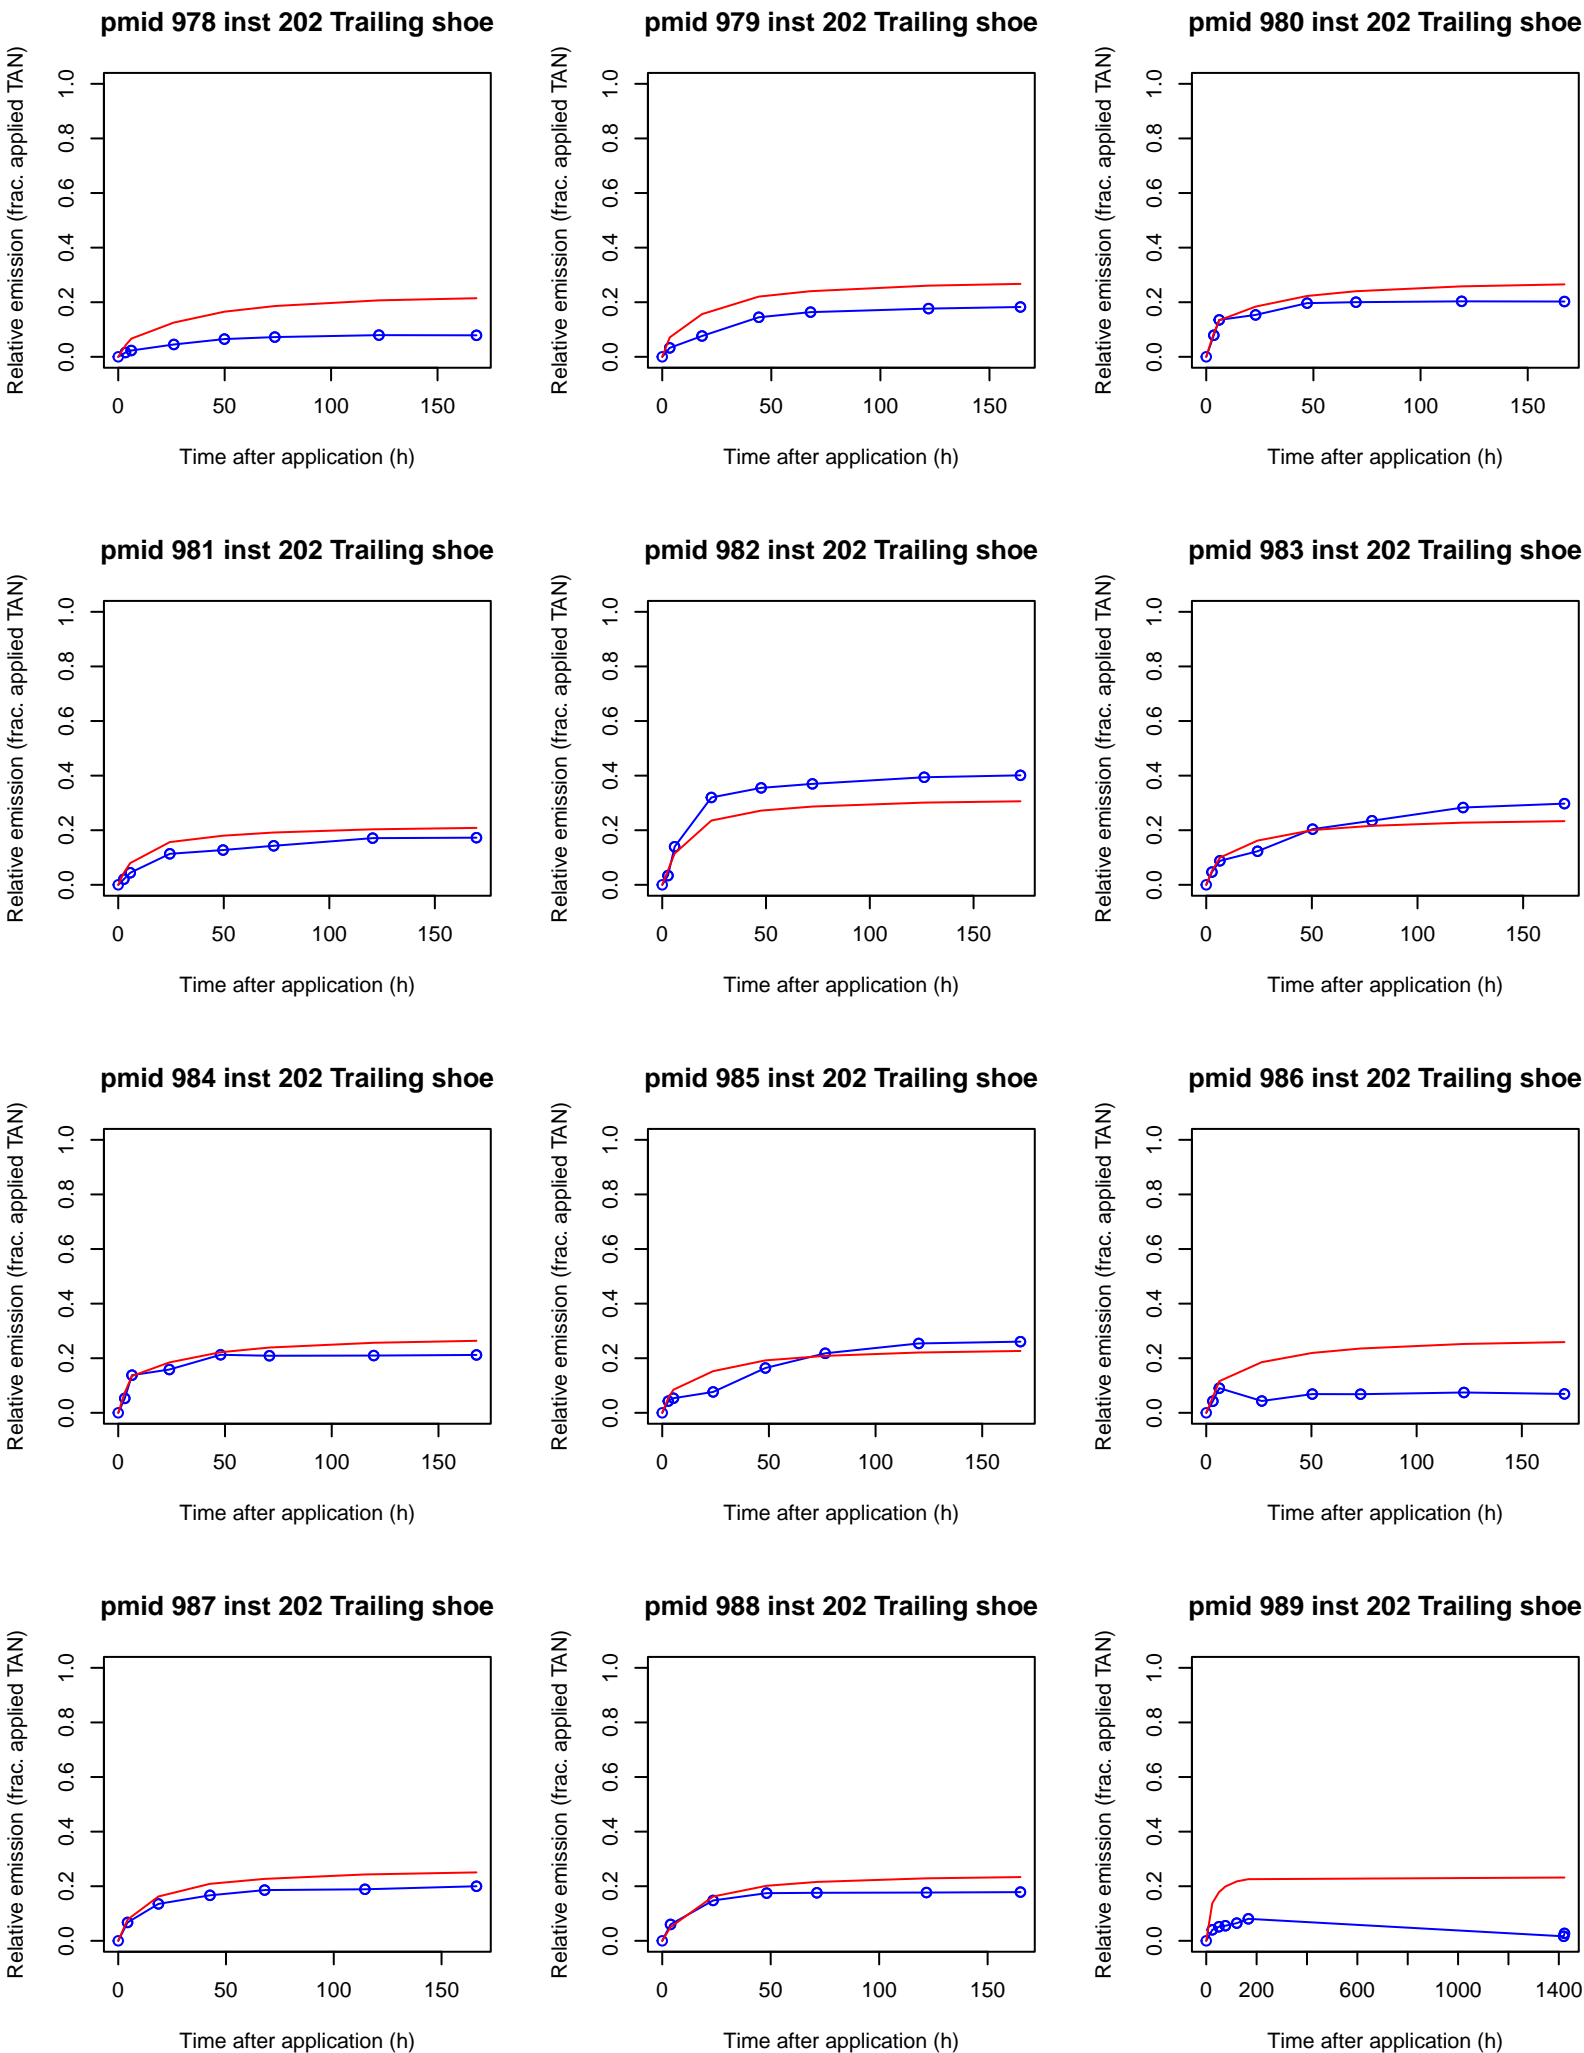 pmid 978 inst 202 Trailing shoe
Relative emission (frac. applied TAN)
1.0
0.8
0.6
0.4
0.2
0.0
0 50 100 150
Time after application (h)
pmid 979 inst 202 Trailing shoe
Relative emission (frac. applied TAN)
1.0
0.8
0.6
0.4
0.2
0.0
0 50 100 150
Time after application (h)
pmid 980 inst 202 Trailing shoe
Relative emission (frac. applied TAN)
1.0
0.8
0.6
0.4
0.2
0.0
0 50 100 150
Time after application (h)
pmid 981 inst 202 Trailing shoe
Relative emission (frac. applied TAN)
1.0
0.8
0.6
0.4
0.2
0.0
0 50 100 150
Time after application (h)
pmid 982 inst 202 Trailing shoe
Relative emission (frac. applied TAN)
1.0
0.8
0.6
0.4
0.2
0.0
0 50 100 150
Time after application (h)
pmid 983 inst 202 Trailing shoe
Relative emission (frac. applied TAN)
1.0
0.8
0.6
0.4
0.2
0.0
0 50 100 150
Time after application (h)
pmid 984 inst 202 Trailing shoe
Relative emission (frac. applied TAN)
1.0
0.8
0.6
0.4
0.2
0.0
0 50 100 150
Time after application (h)
pmid 985 inst 202 Trailing shoe
Relative emission (frac. applied TAN)
1.0
0.8
0.6
0.4
0.2
0.0
0 50 100 150
Time after application (h)
pmid 986 inst 202 Trailing shoe
Relative emission (frac. applied TAN)
1.0
0.8
0.6
0.4
0.2
0.0
0 50 100 150
Time after application (h)
pmid 987 inst 202 Trailing shoe
Relative emission (frac. applied TAN)
1.0
0.8
0.6
0.4
0.2
0.0
0 50 100 150
Time after application (h)
pmid 988 inst 202 Trailing shoe
Relative emission (frac. applied TAN)
1.0
0.8
0.6
0.4
0.2
0.0
0 50 100 150
Time after application (h)
pmid 989 inst 202 Trailing shoe
Relative emission (frac. applied TAN)
1.0
0.8
0.6
0.4
0.2
0.0
0 200 600 1000 1400
Time after application (h)